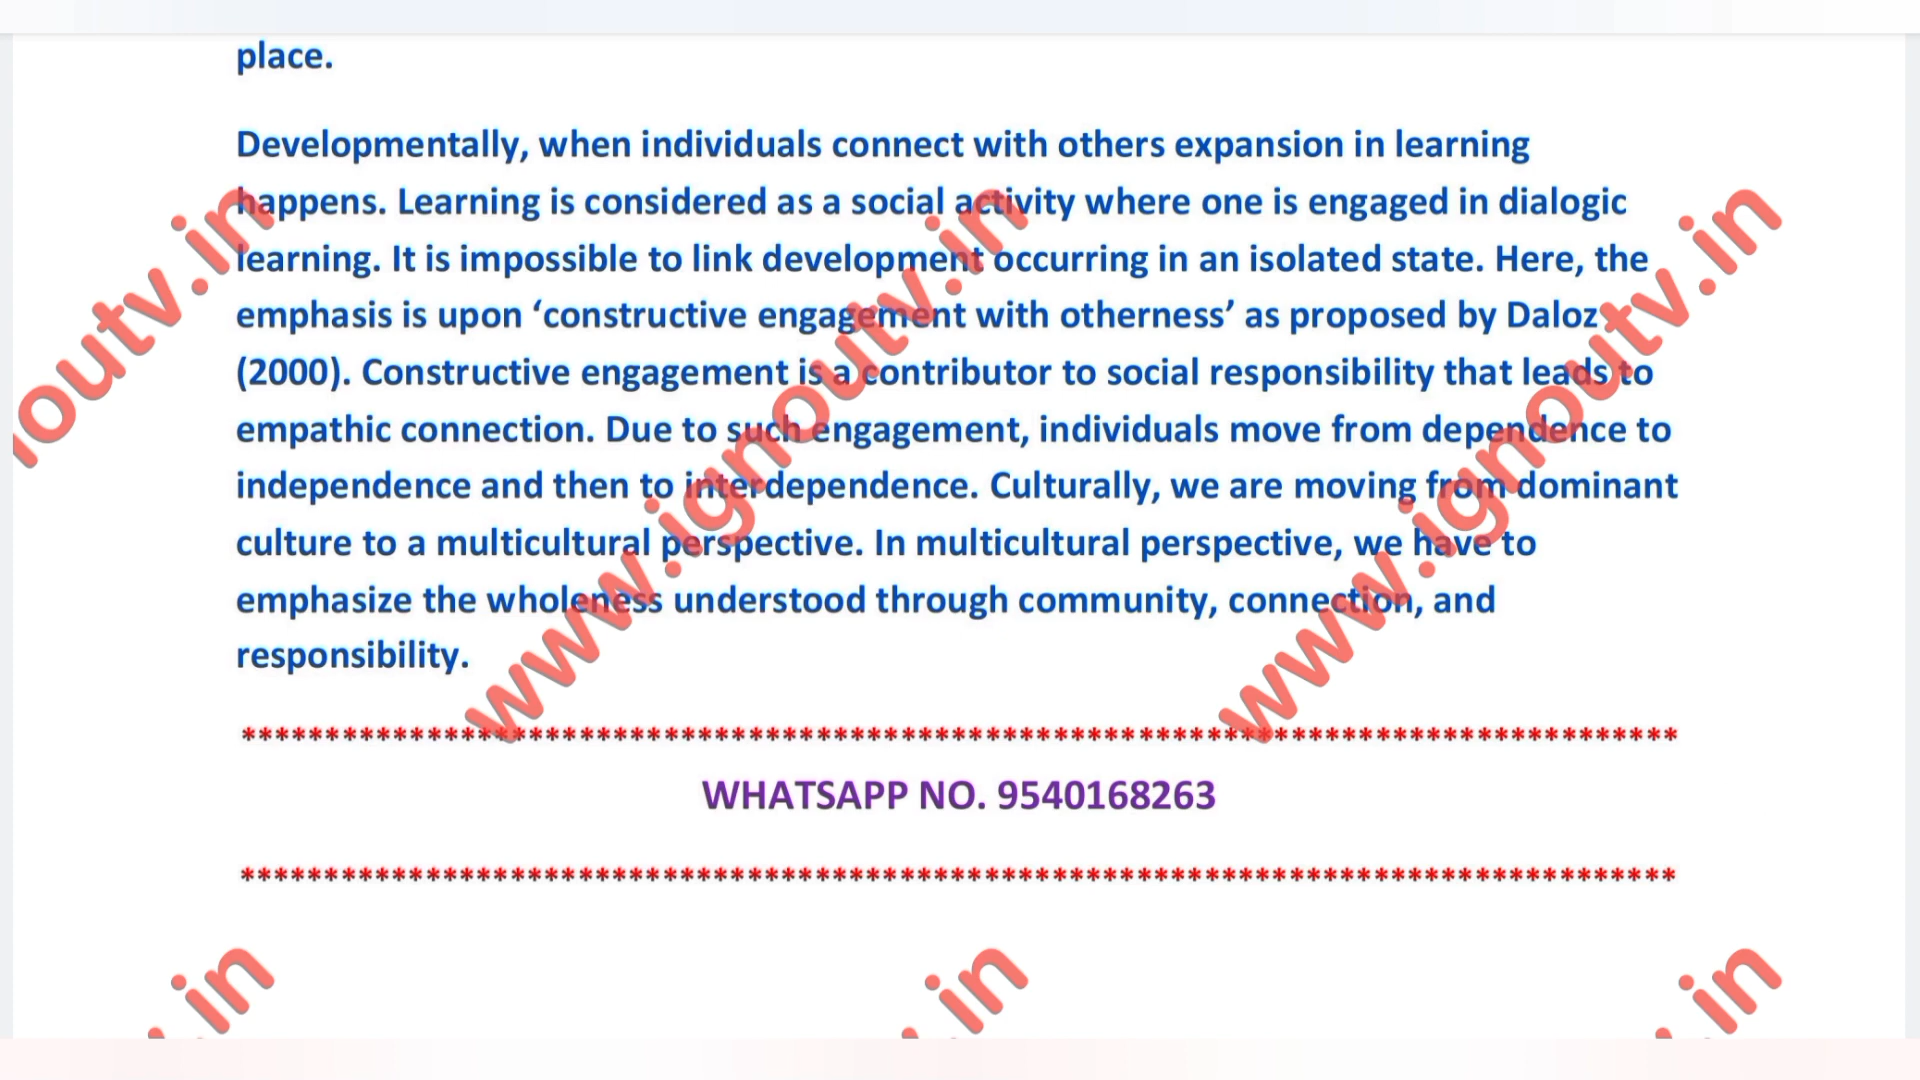 place.
Developmentally, when individuals connect with others expansion in learning
happens. Learning is considered as a social activity where one is engaged in dialogic
learning. It is impossible to link development occurring in an isolated state. Here, the
emphasis is upon ‘constructive engagement with otherness’ as proposed by Daloz
(2000). Constructive engagement is a contributor to social responsibility that leads to
empathic connection. Due to such engagement, individuals move from dependence to
independence and then to interdependence. Culturally, we are moving from dominant
culture to a multicultural perspective. In multicultural perspective, we have to
emphasize the wholeness understood through community, connection, and
responsibility.
*************************************************************************************
WHATSAPP NO. 9540168263
*************************************************************************************
outv.in
www.ignoutv.in
www.ignoutv.in
.in
.in
.in